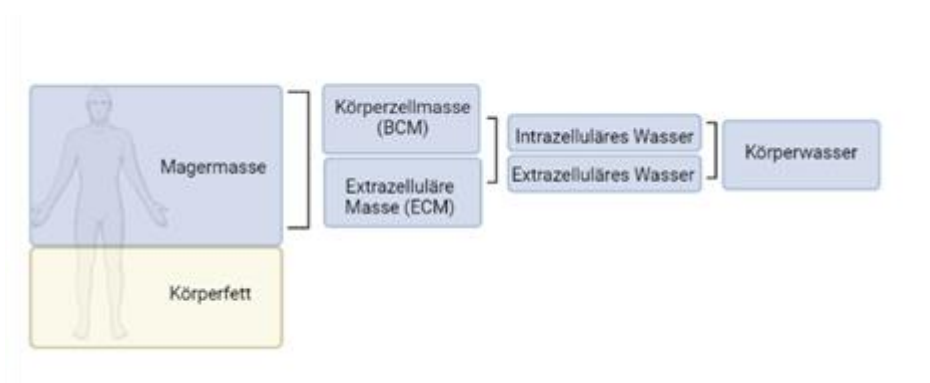 Magermasse
Körperfett
Körperzellmasse
(BCM)
Extrazelluläre
Masse (ECM)
Intrazelluläres Wasser
Extrazelluläres Wasser
Körperwasser